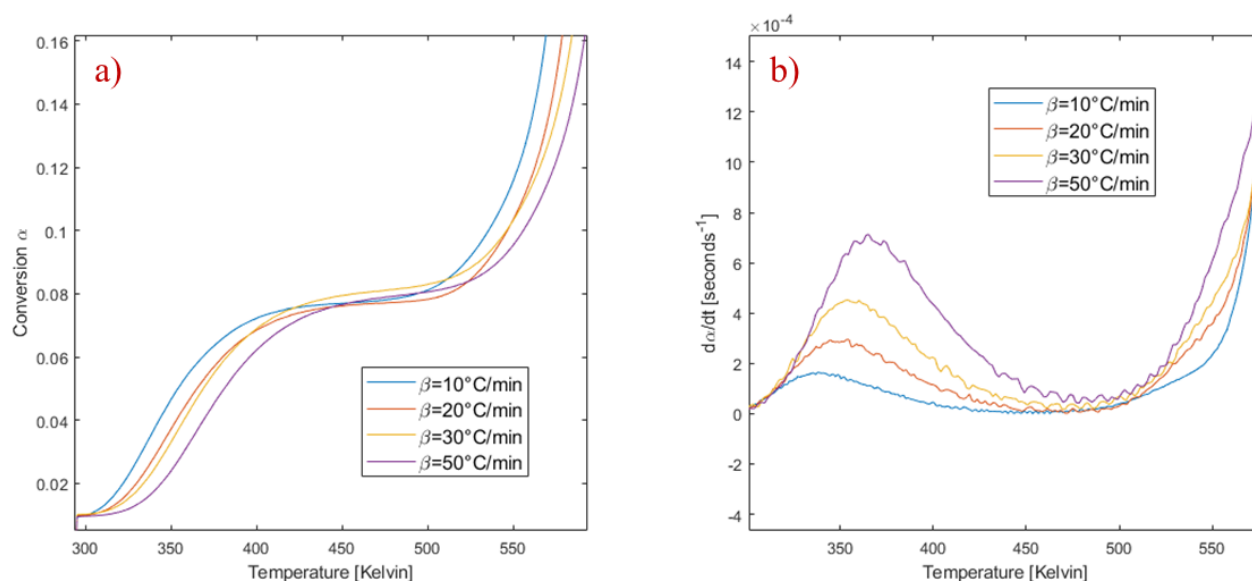 a)
0.16
0.14
0.12
0.1
0.08
0.06
0.04
0.02
Conversion α
β=10°C/min
β=20°C/min
β=30°C/min
β=50°C/min
300 350 400 450 500 550
Temperature [Kelvin]
b)
×10⁻⁴
14
12
10
8
6
4
2
0
-2
-4
dα/dt [seconds⁻¹]
β=10°C/min
β=20°C/min
β=30°C/min
β=50°C/min
350 400 450 500 550
Temperature [Kelvin]